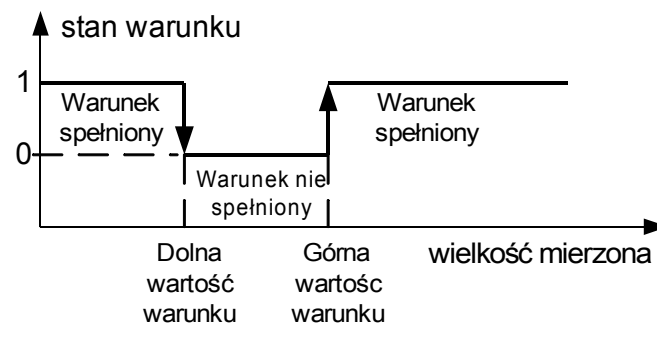 stan warunku
1
Warunek
spełniony
Warunek
spełniony
0
Warunek nie
spełniony
Dolna
wartość
warunku
Górna
wartośc
warunku
wielkość mierzona